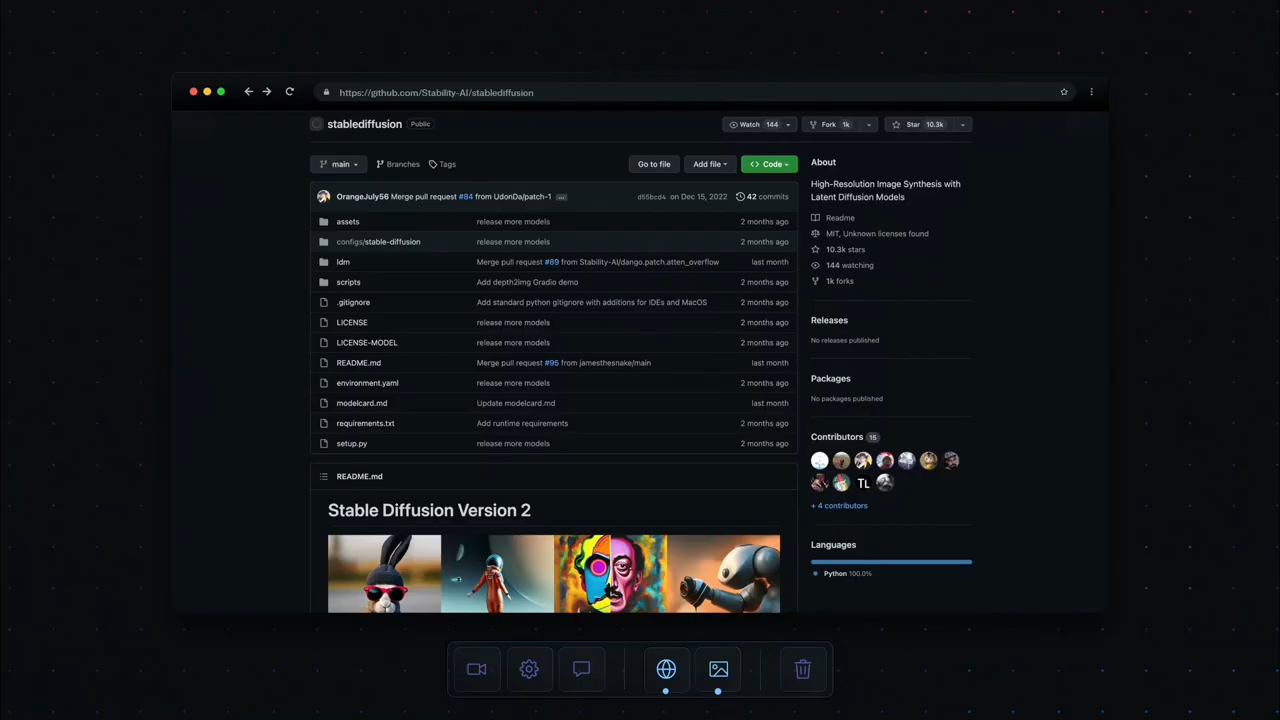 https://github.com/Stability-AI/stablediffusion
stablediffusion Public Watch 144 Fork 1k Star 10.3k
main Branches Tags Go to file Add file <> Code
OrangeJuly56 Merge pull request #84 from UdonDa/patch-1 ... d55bcd4 on Dec 15, 2022 42 commits
assets release more models 2 months ago
configs/stable-diffusion release more models 2 months ago
ldm Merge pull request #89 from Stability-AI/dango.patch.atten_overflow last month
scripts Add depth2img Gradio demo 2 months ago
.gitignore Add standard python gitignore with additions for IDEs and MacOS 2 months ago
LICENSE release more models 2 months ago
LICENSE-MODEL release more models 2 months ago
README.md Merge pull request #95 from jamesthesnake/main last month
environment.yaml release more models 2 months ago
modelcard.md Update modelcard.md last month
requirements.txt Add runtime requirements 2 months ago
setup.py release more models 2 months ago
README.md
Stable Diffusion Version 2
About
High-Resolution Image Synthesis with
Latent Diffusion Models
Readme
MIT, Unknown licenses found
10.3k stars
144 watching
1k forks
Releases
No releases published
Packages
No packages published
Contributors 15
TL
+ 4 contributors
Languages
Python 100.0%